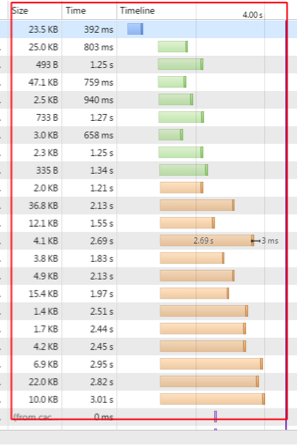 Size Time Timeline 4.00 s
23.5 KB 392 ms
25.0 KB 803 ms
493 B 1.25 s
47.1 KB 759 ms
2.5 KB 940 ms
733 B 1.27 s
3.0 KB 658 ms
2.3 KB 1.25 s
335 B 1.34 s
2.0 KB 1.21 s
36.8 KB 2.13 s
12.1 KB 1.55 s
4.1 KB 2.69 s 2.69 s 3 ms
3.8 KB 1.83 s
4.9 KB 2.13 s
15.4 KB 1.97 s
1.4 KB 2.51 s
1.7 KB 2.44 s
4.2 KB 2.45 s
6.9 KB 2.95 s
22.0 KB 2.82 s
10.0 KB 3.01 s
(from cac... 0 ms